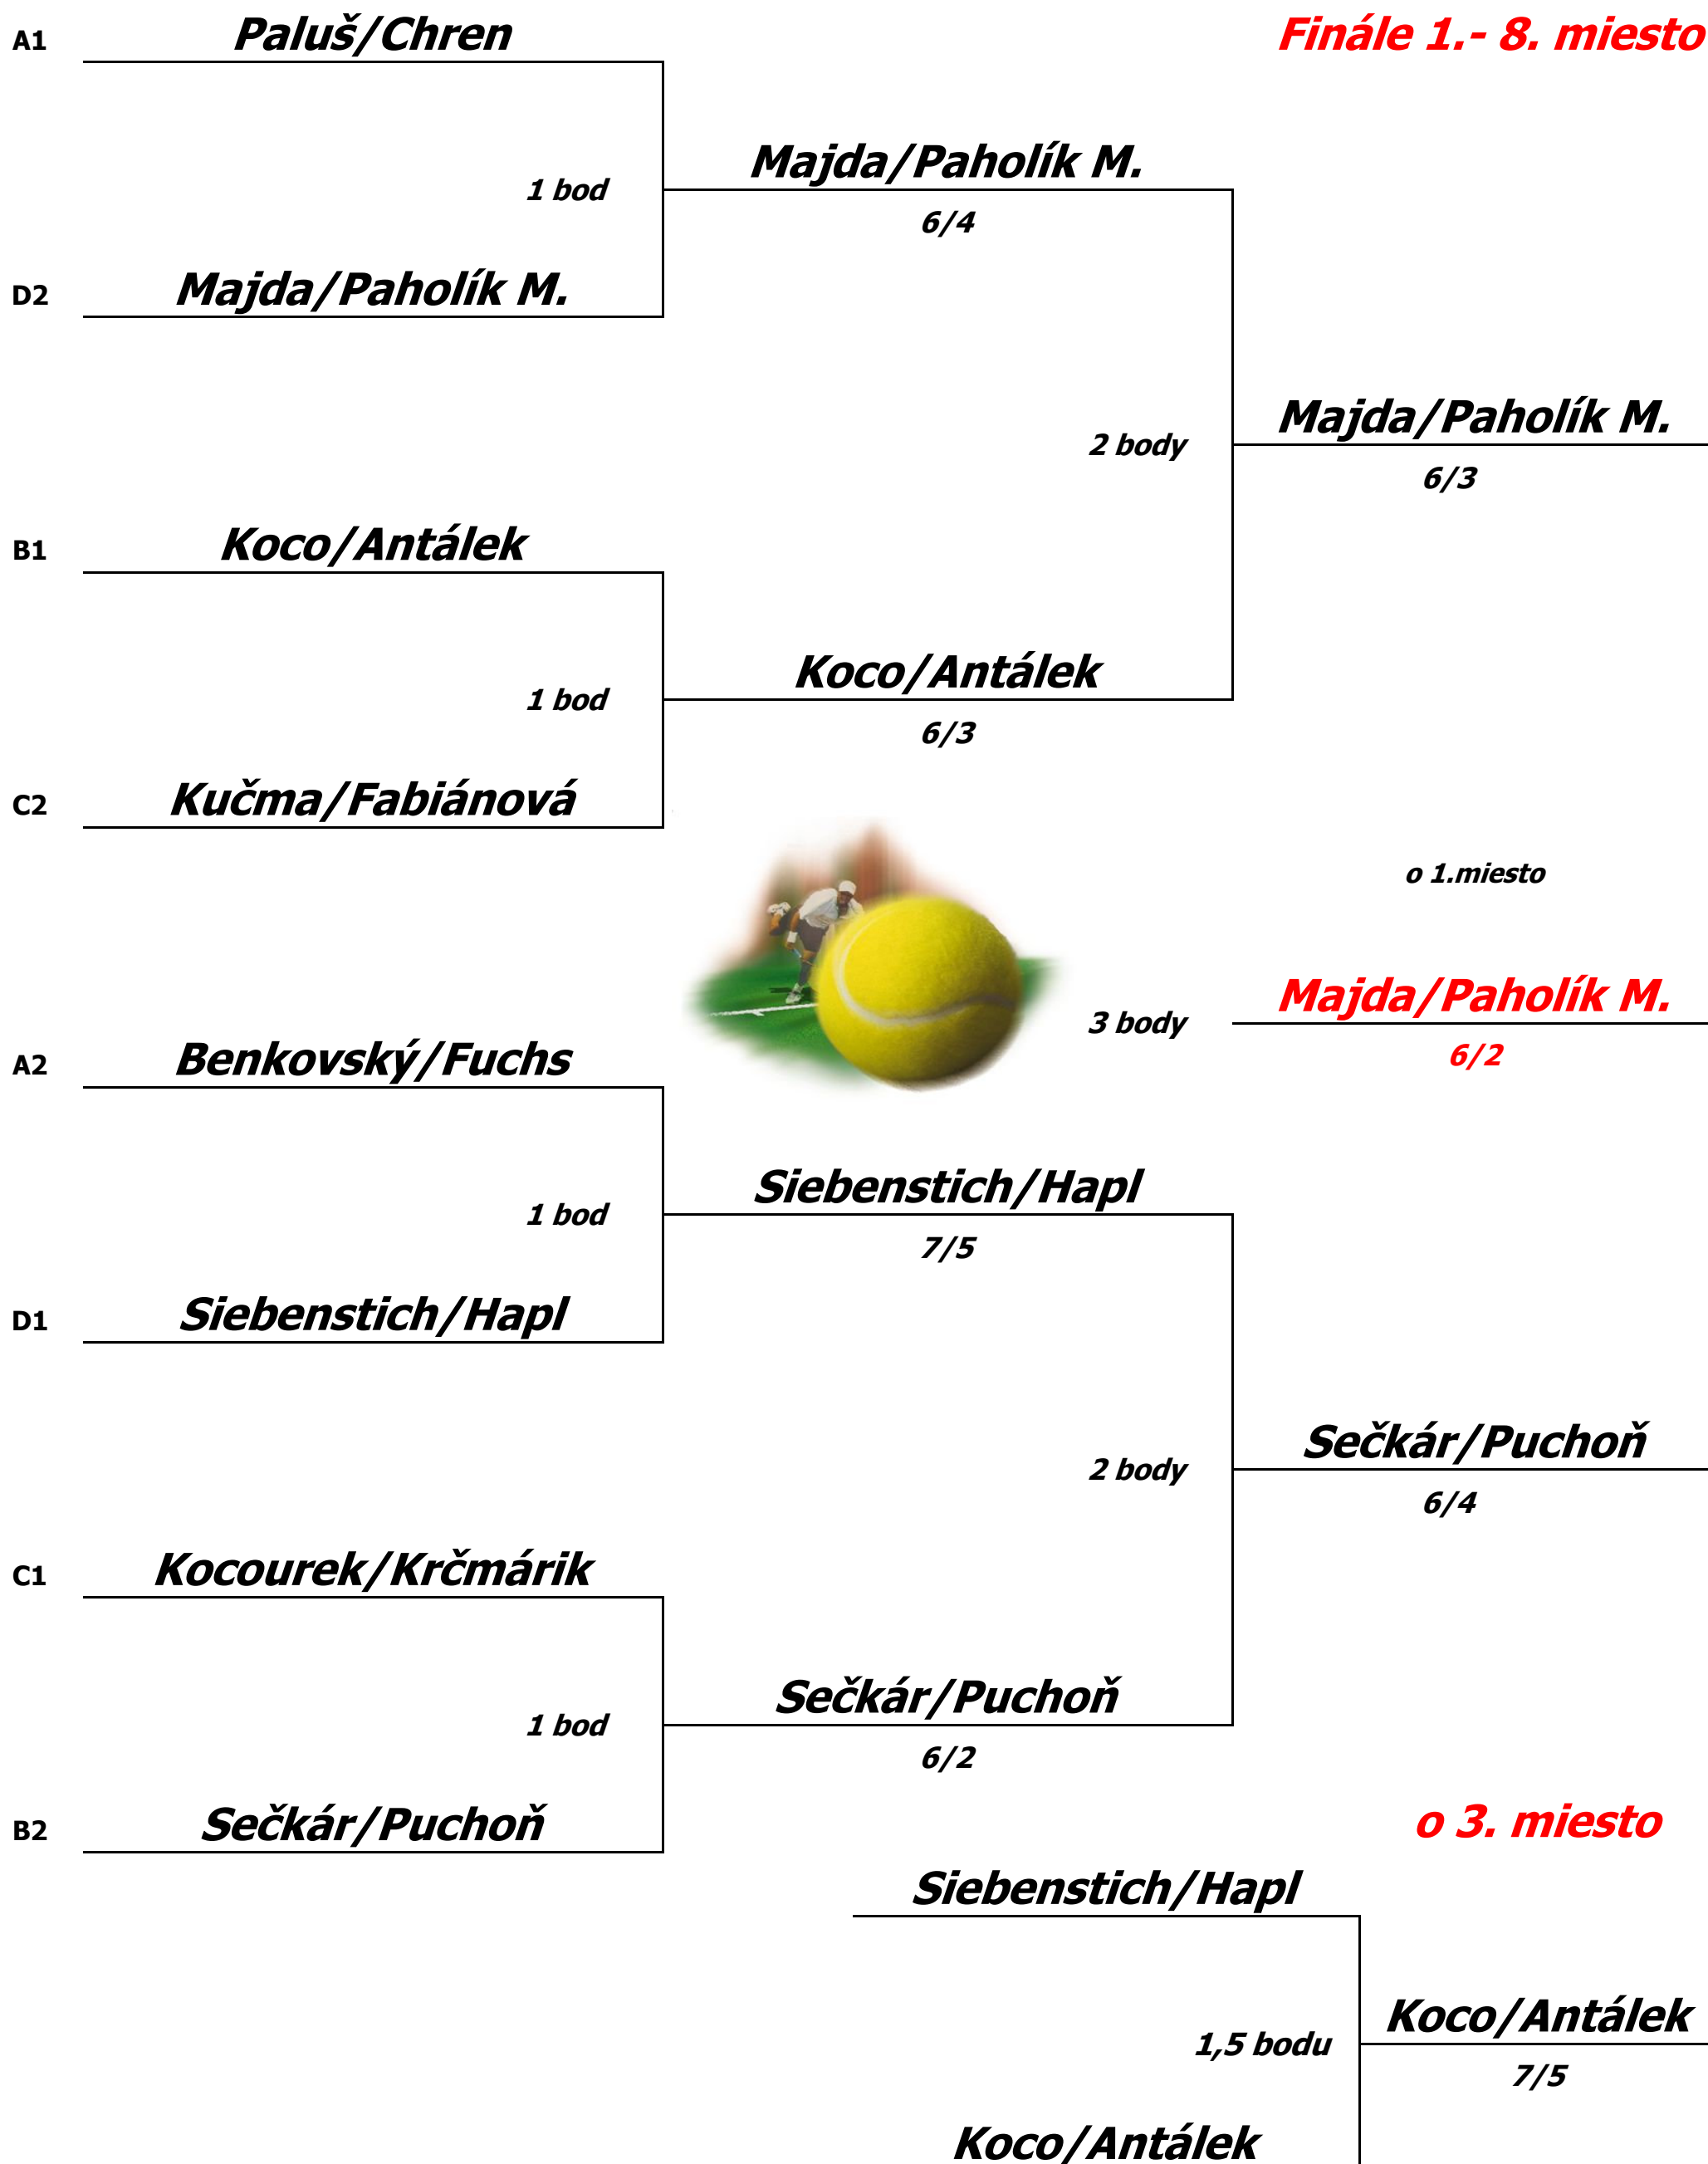 A1 Paluš/Chren Finále 1.- 8. miesto
Majda/Paholík M.
1 bod
6/4
D2 Majda/Paholík M.
Majda/Paholík M.
2 body
6/3
B1 Koco/Antálek
Koco/Antálek
1 bod
6/3
C2 Kučma/Fabiánová
o 1.miesto
Majda/Paholík M.
3 body
6/2
A2 Benkovský/Fuchs
Siebenstich/Hapl
1 bod
7/5
D1 Siebenstich/Hapl
Sečkár/Puchoň
2 body
6/4
C1 Kocourek/Krčmárik
Sečkár/Puchoň
1 bod
6/2
B2 Sečkár/Puchoň
o 3. miesto
Siebenstich/Hapl
Koco/Antálek
1,5 bodu
7/5
Koco/Antálek